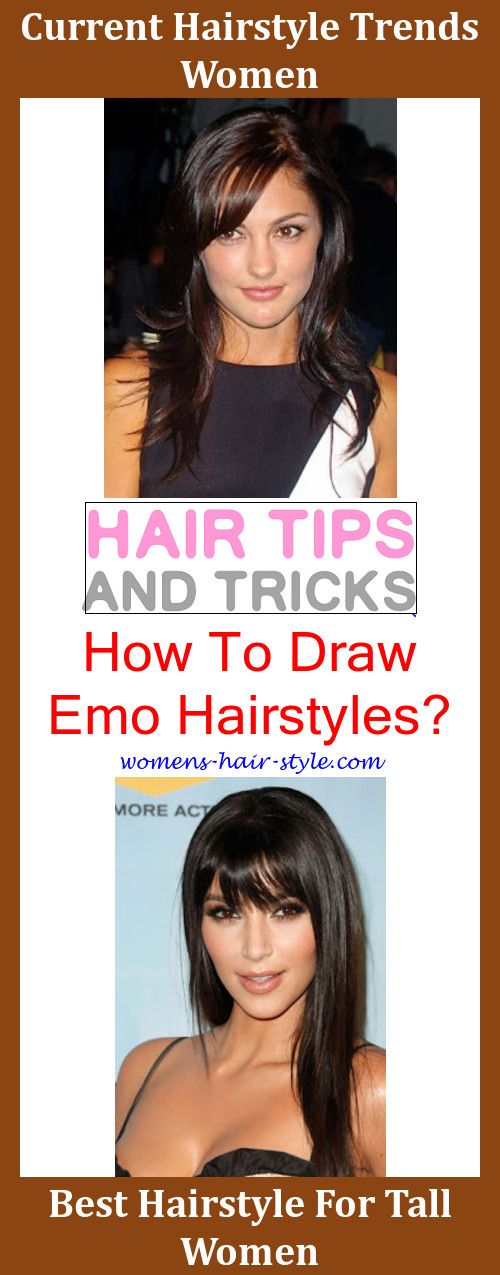 Current Hairstyle Trends
Women
HAIR TIPS
AND TRICKS
How To Draw
Emo Hairstyles?
womens-hair-style.com
MORE ACT
Best Hairstyle For Tall
Women